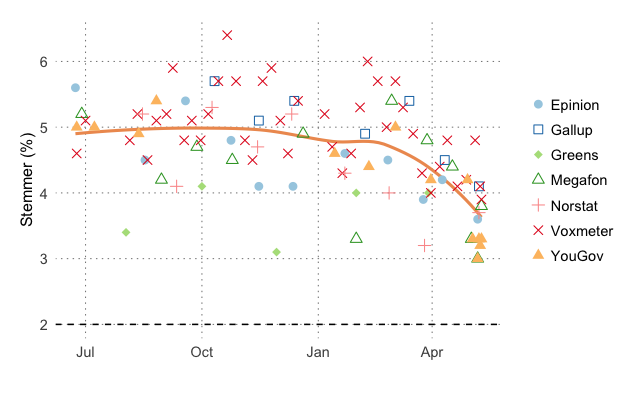 Stemmer (%)
6
5
4
3
2
Jul
Oct
Jan
Apr
Epinion
Gallup
Greens
Megafon
Norstat
Voxmeter
YouGov